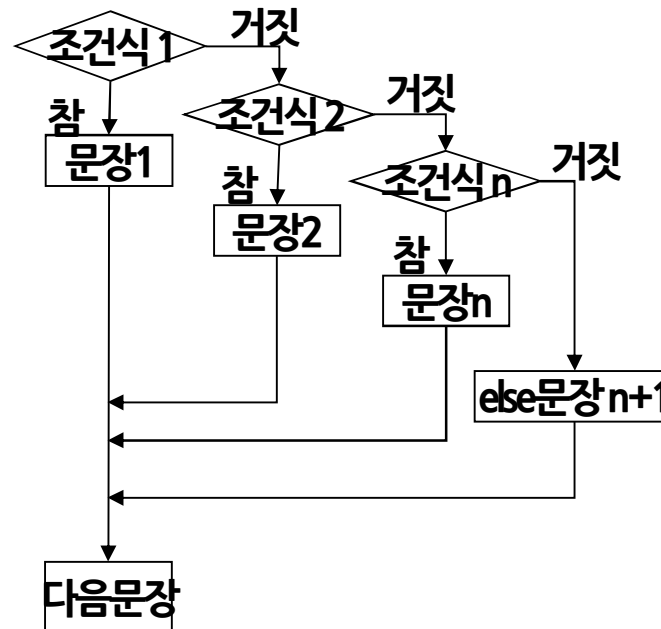 조건식 1
거짓
참
문장1
조건식 2
거짓
참
문장2
조건식 n
거짓
참
문장n
else문장 n+1
다음문장